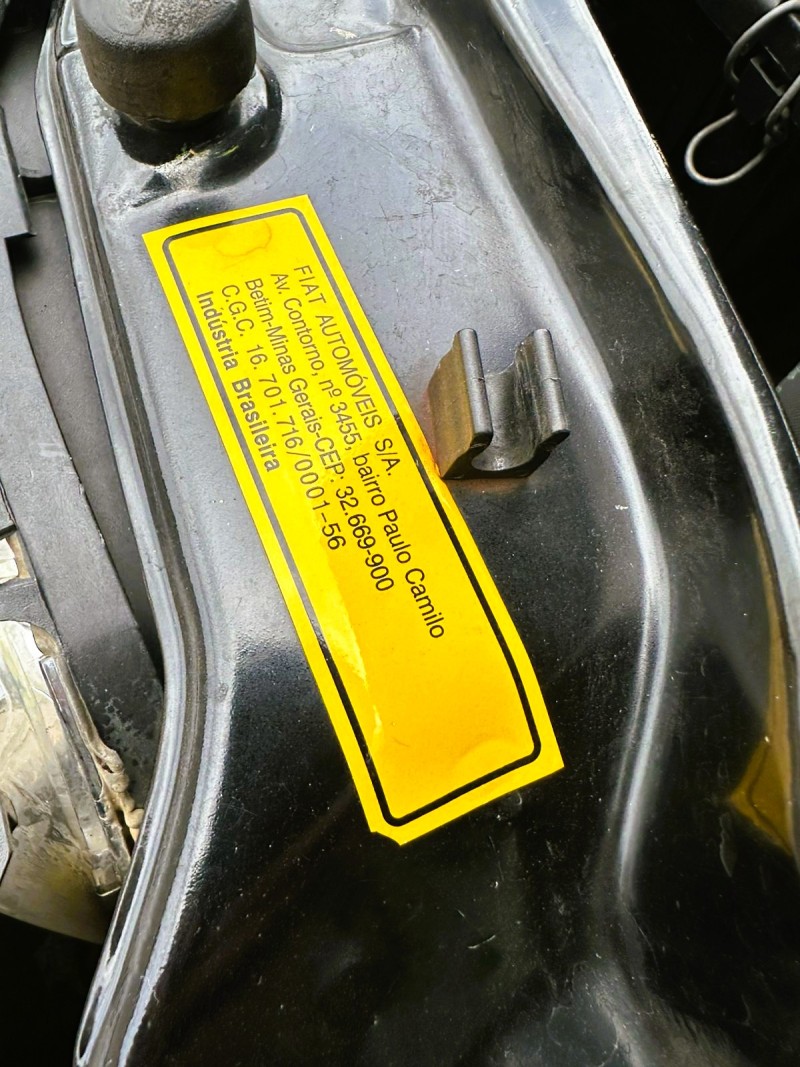 FIAT AUTOMÓVEIS S/A.
Av. Contorno, nº 3455, bairro Paulo Camilo
Betim-Minas Gerais-CEP: 32.669-900
C.G.C. 16.701.716/0001-56
Indústria Brasileira